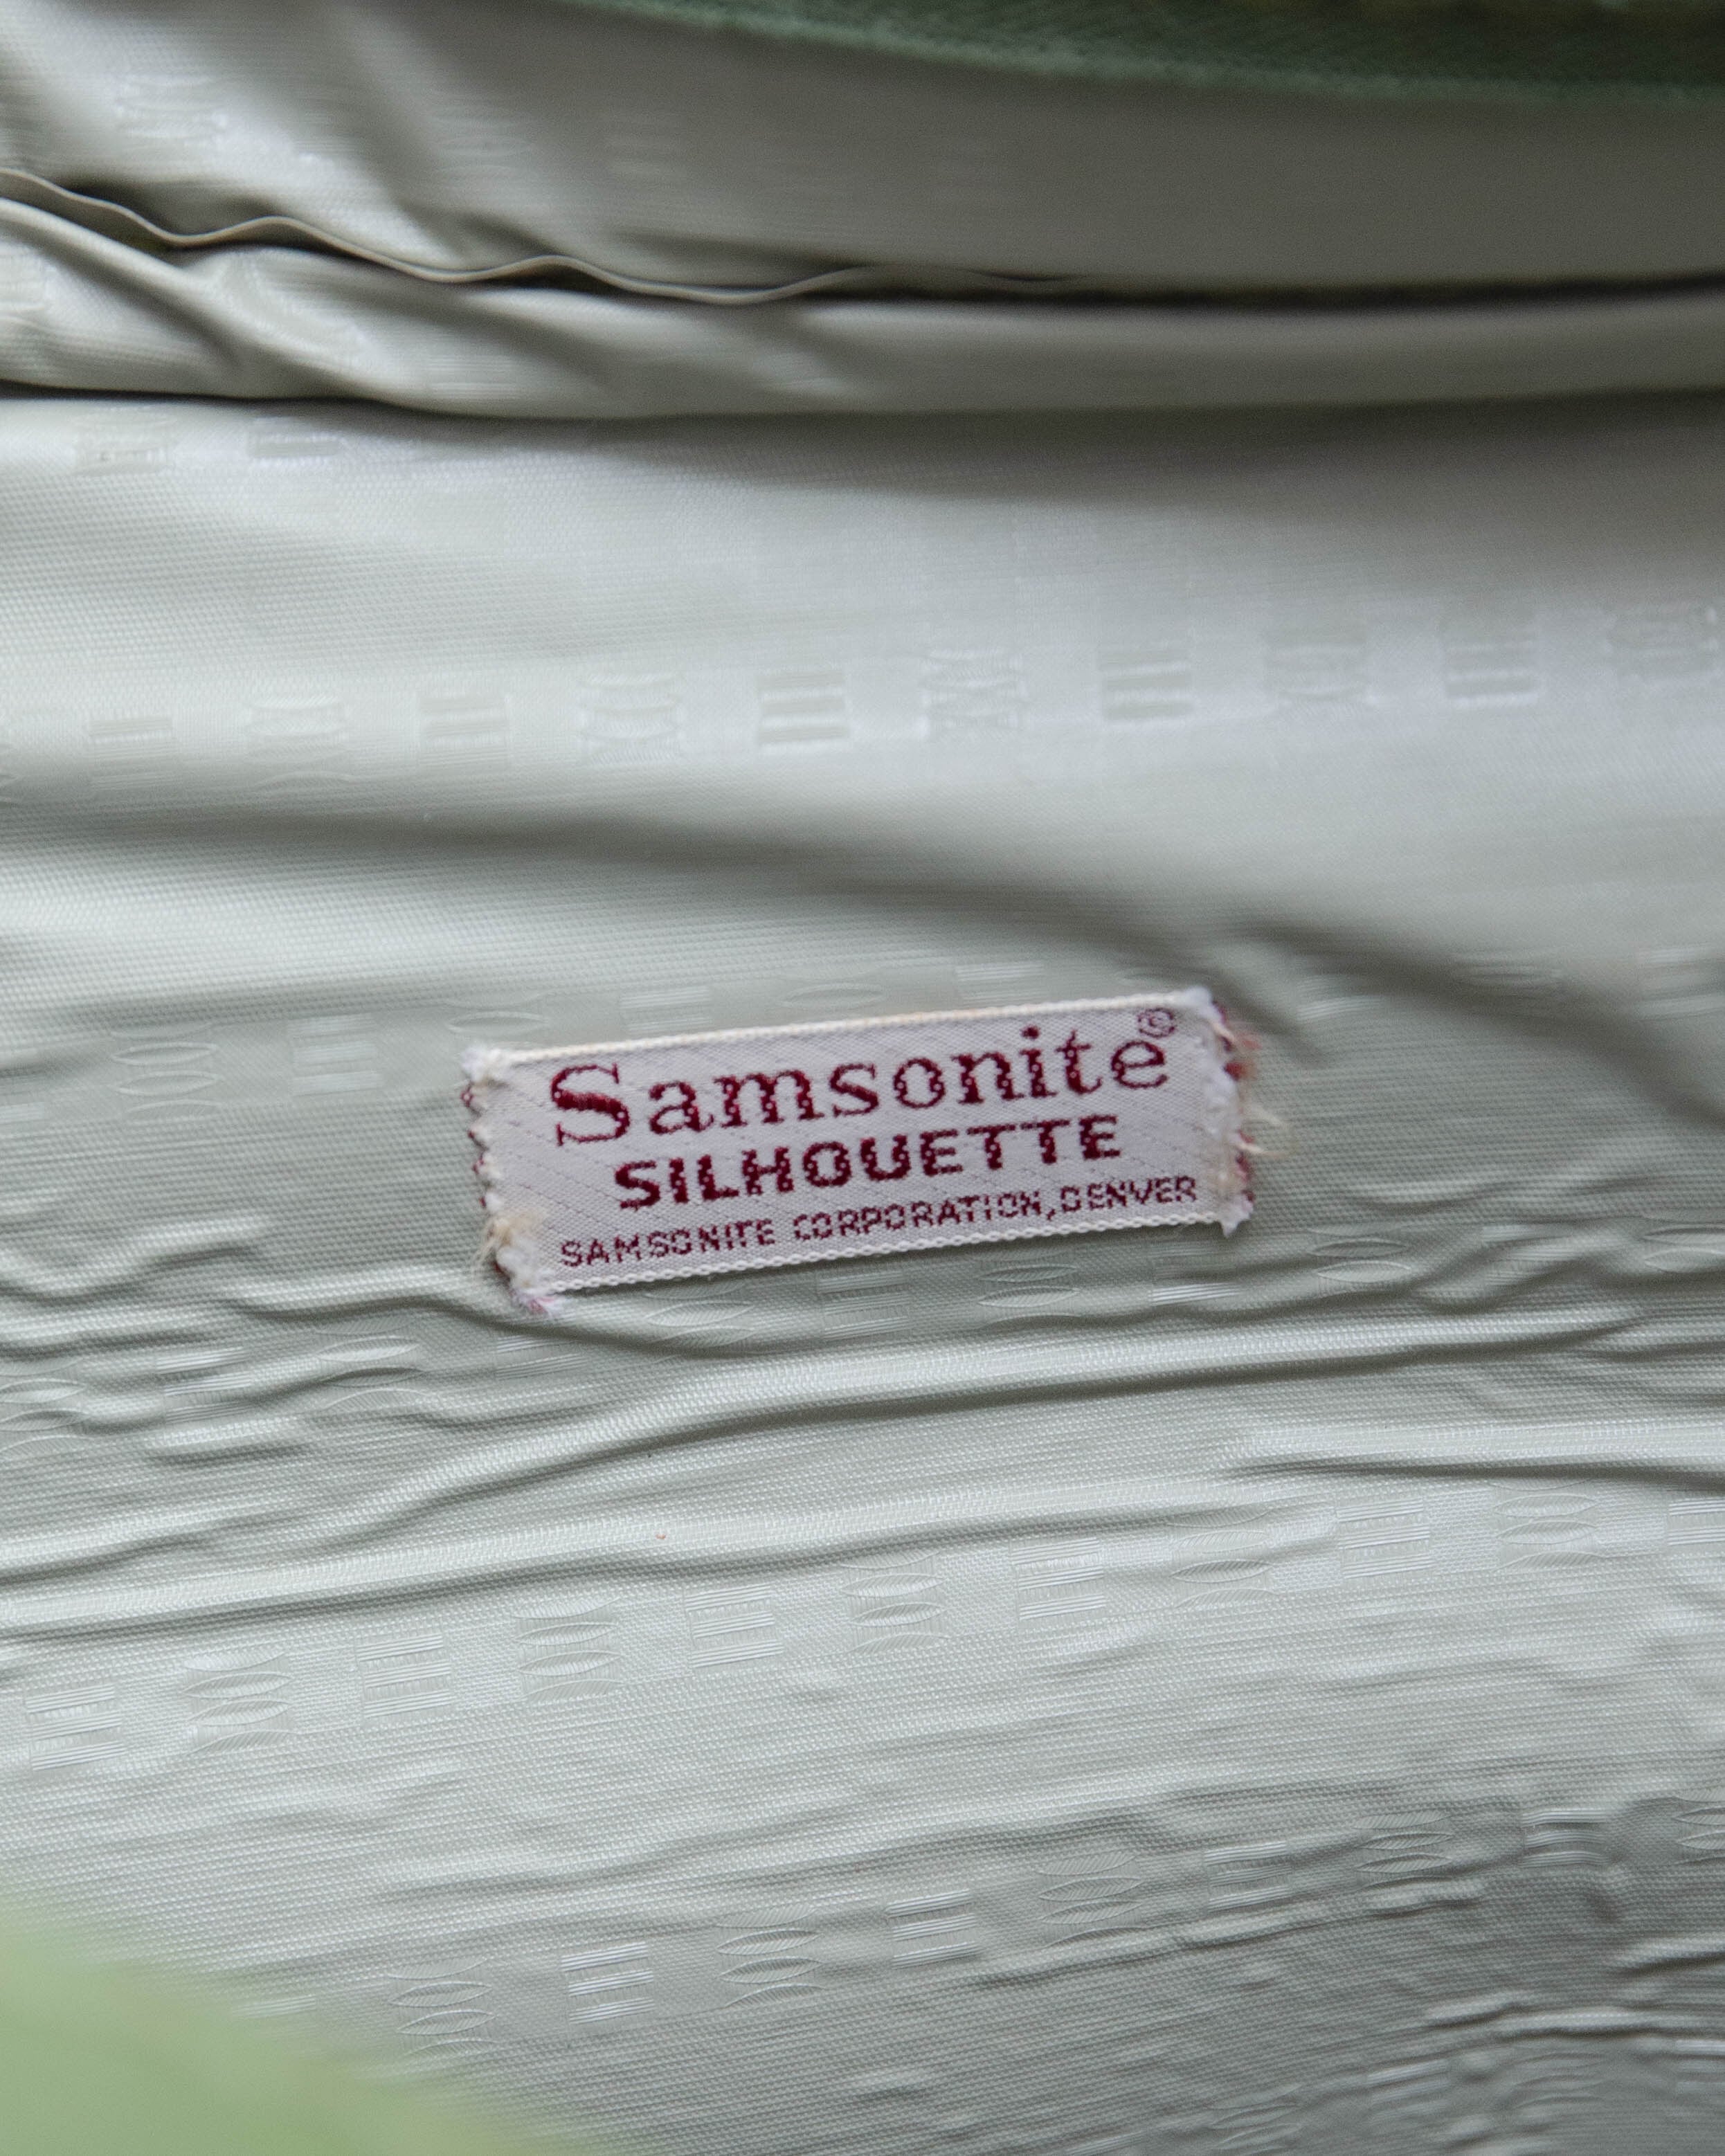 Samsonite®
SILHOUETTE
SAMSONITE CORPORATION, DENVER